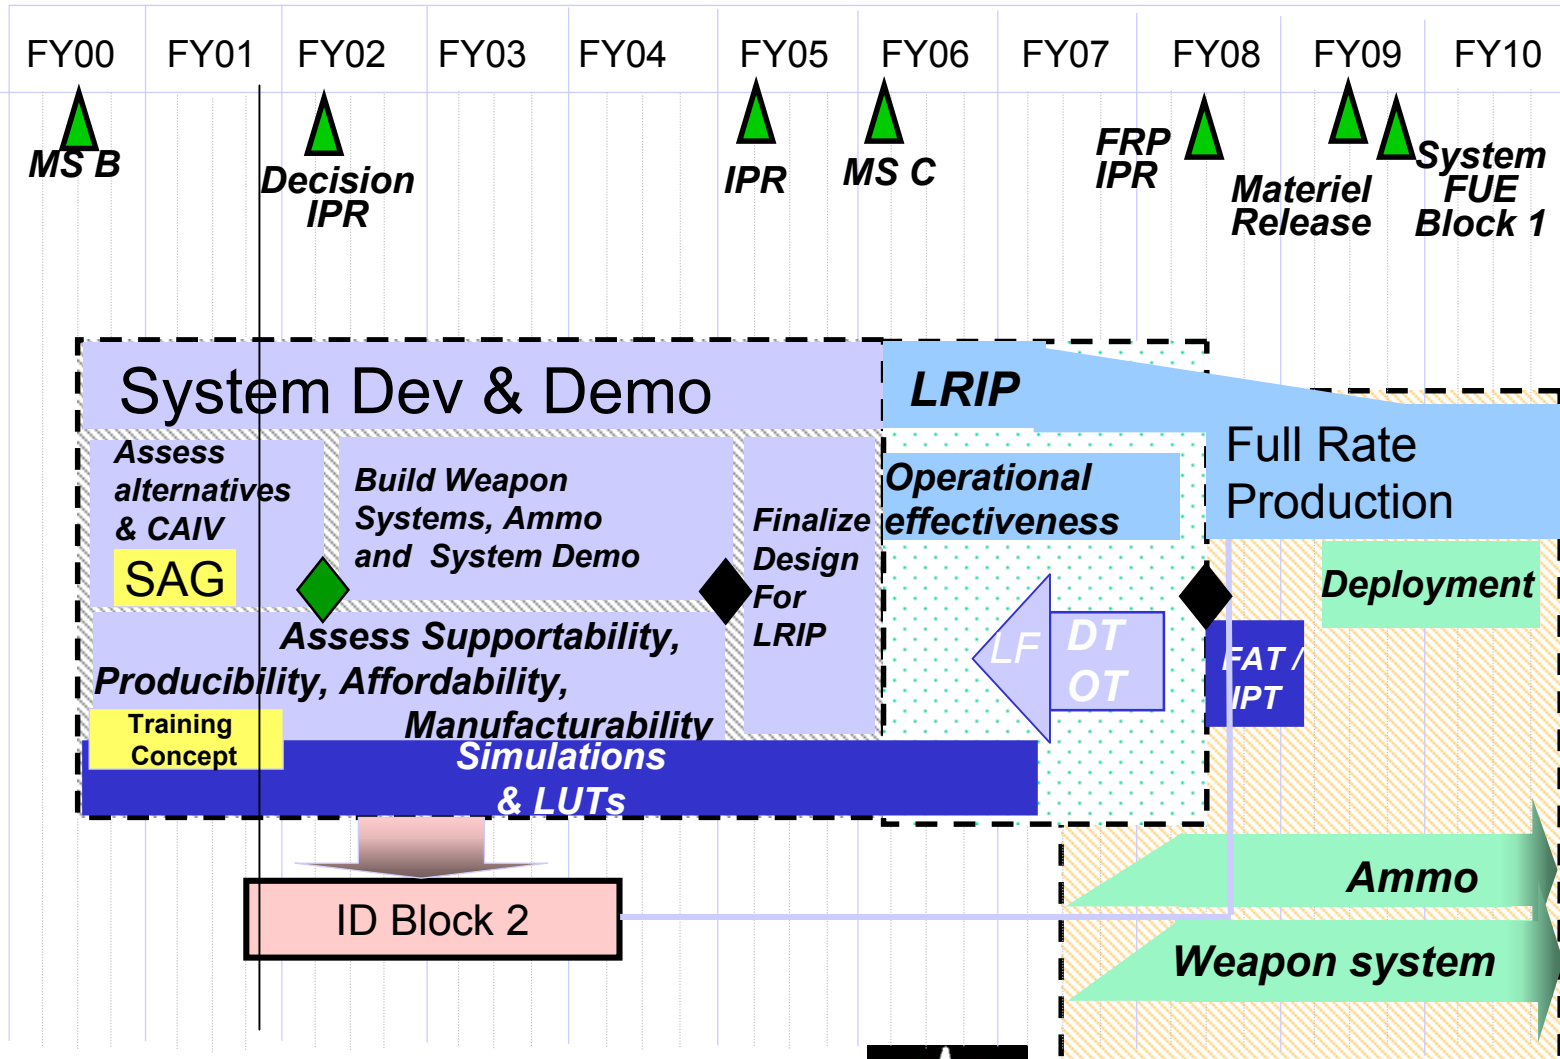 FY00 FY01 FY02 FY03 FY04 FY05 FY06 FY07 FY08 FY09 FY10
MS B
Decision
IPR
IPR
MS C
FRP
IPR
Materiel
Release
System
FUE
Block 1
System Dev & Demo
LRIP
Full Rate
Production
Assess
alternatives
& CAIV
SAG
Build Weapon
Systems, Ammo
and System Demo
Finalize
Design
For
LRIP
Operational
effectiveness
Deployment
LF
DT
OT
FAT /
IPT
Assess Supportability,
Producibility, Affordability,
Manufacturability
Training
Concept
Simulations
& LUTs
ID Block 2
Ammo
Weapon system